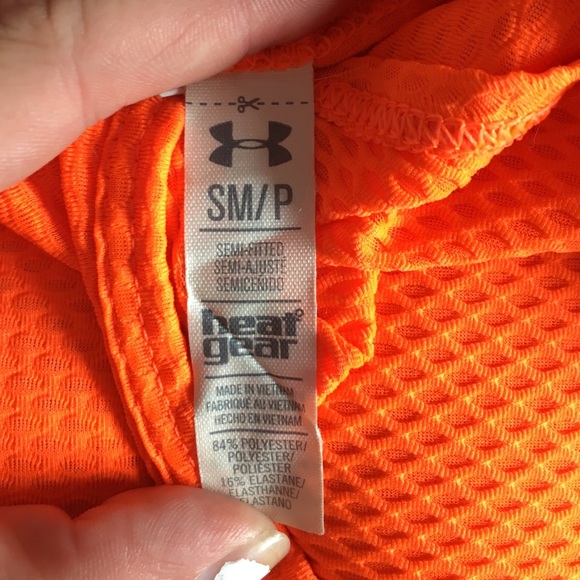 SM/P
SEMI-FITTED
SEMI-AJUSTÉ
SEMICEÑIDO
heat
gear
MADE IN VIETNAM
FABRIQUÉ AU VIETNAM
HECHO EN VIETNAM
84% POLYESTER/
POLYESTER/
POLIÉSTER
16% ELASTANE/
ELASTHANNE/
ELASTANO